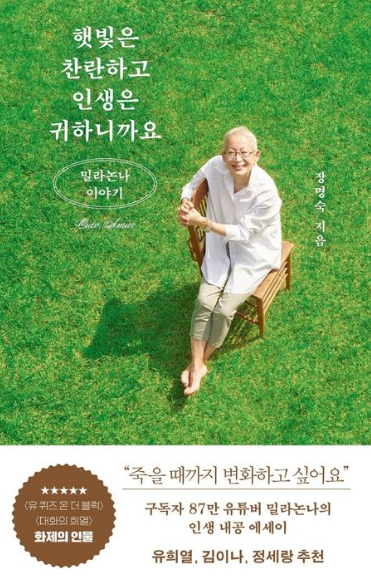 햇빛은
찬란하고
인생은
귀하니까요
밀라논나
이야기
Ciao, Amici
장명숙 지음
★★★★★
〈유 퀴즈 온 더 블럭〉
〈대화의 희열〉
화제의 인물
“죽을 때까지 변화하고 싶어요”
구독자 87만 유튜버 밀라논나의
인생 내공 에세이
유희열, 김이나, 정세랑 추천